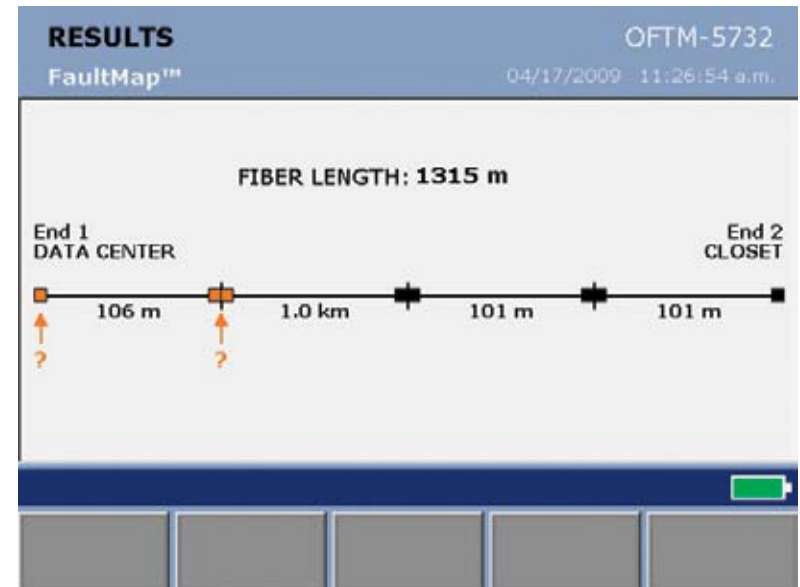 RESULTS OFTM-5732
FaultMap™ 04/17/2009 11:26:54 a.m.
FIBER LENGTH: 1315 m
End 1 End 2
DATA CENTER CLOSET
106 m 1.0 km 101 m 101 m
? ?